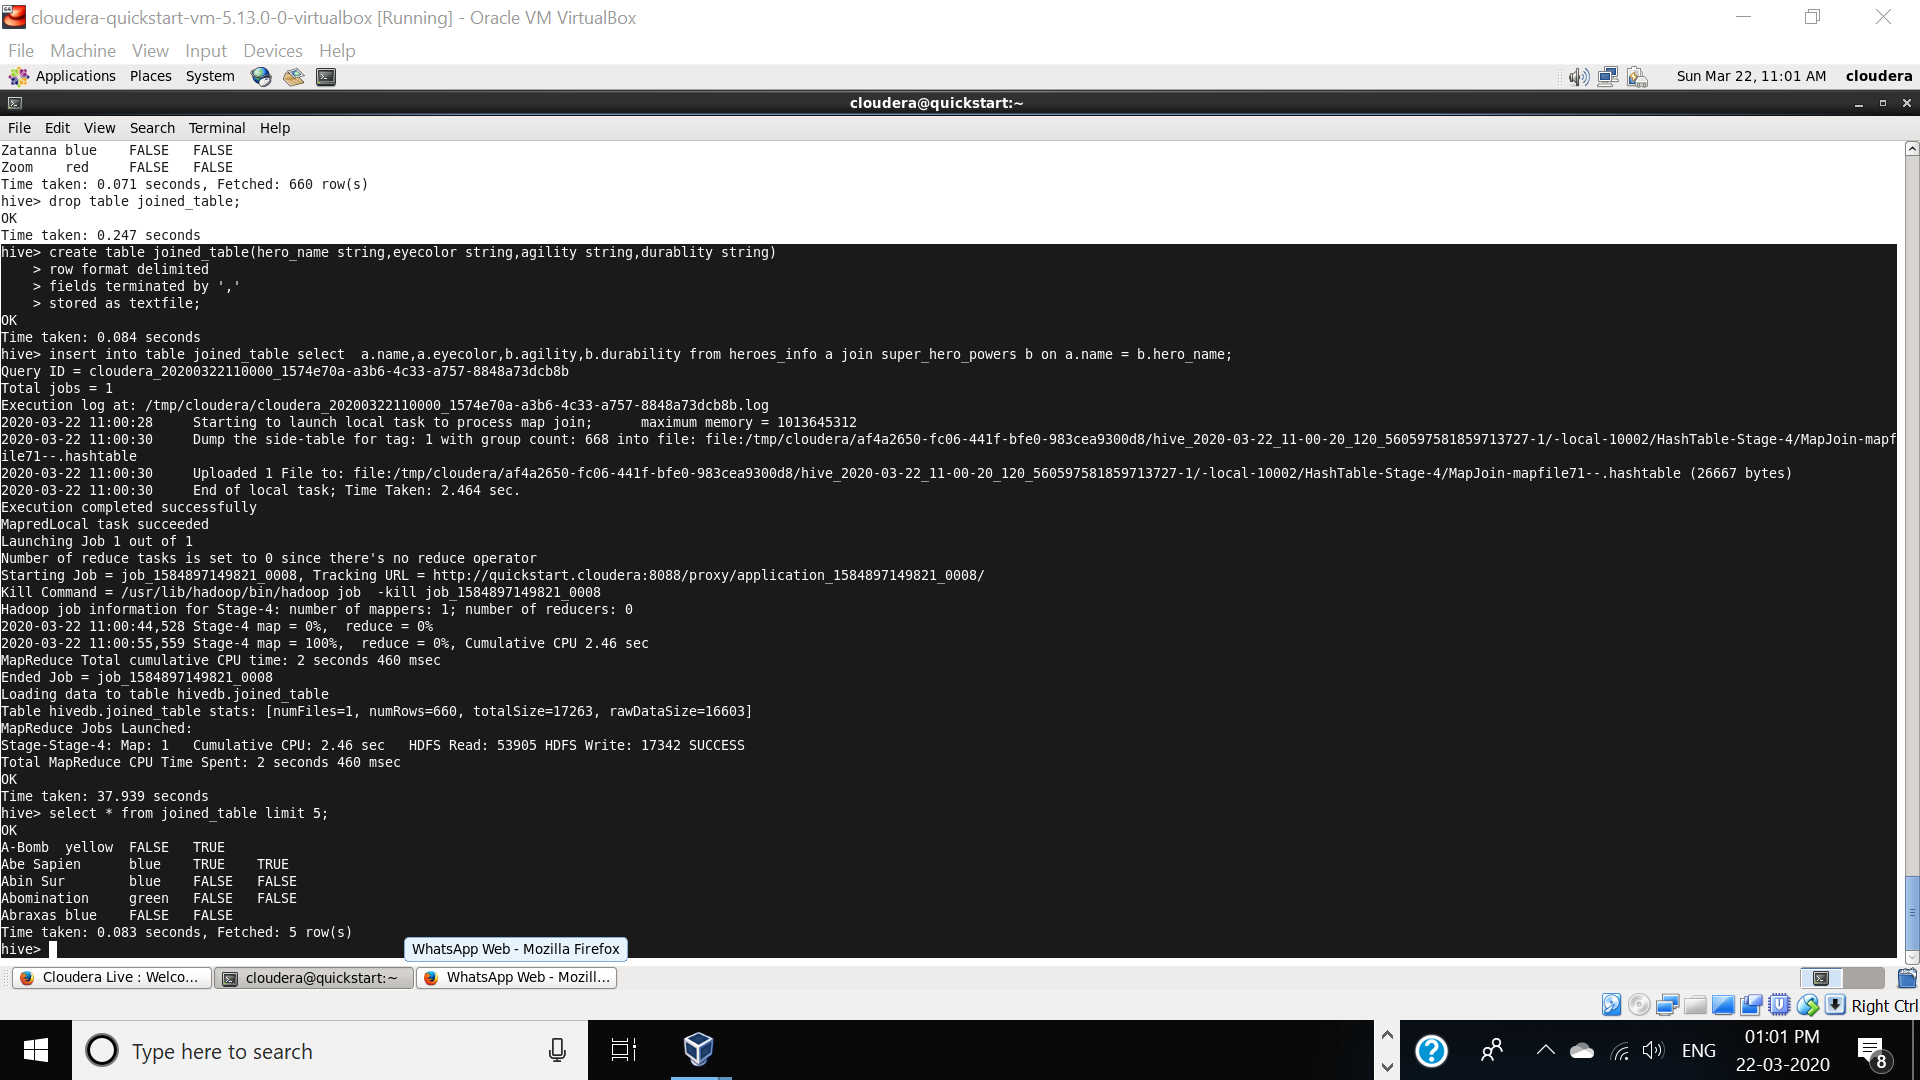 cloudera-quickstart-vm-5.13.0-0-virtualbox [Running] - Oracle VM VirtualBox
File Machine View Input Devices Help
Applications Places System Sun Mar 22, 11:01 AM cloudera
cloudera@quickstart:~
File Edit View Search Terminal Help
Zatanna blue FALSE FALSE
Zoom red FALSE FALSE
Time taken: 0.071 seconds, Fetched: 660 row(s)
hive> drop table joined_table;
OK
Time taken: 0.247 seconds
hive> create table joined_table(hero_name string,eyecolor string,agility string,durablity string)
> row format delimited
> fields terminated by ','
> stored as textfile;
OK
Time taken: 0.084 seconds
hive> insert into table joined_table select  a.name,a.eyecolor,b.agility,b.durability from heroes_info a join super_hero_powers b on a.name = b.hero_name;
Query ID = cloudera_20200322110000_1574e70a-a3b6-4c33-a757-8848a73dcb8b
Total jobs = 1
Execution log at: /tmp/cloudera/cloudera_20200322110000_1574e70a-a3b6-4c33-a757-8848a73dcb8b.log
2020-03-22 11:00:28 Starting to launch local task to process map join; maximum memory = 1013645312
2020-03-22 11:00:30 Dump the side-table for tag: 1 with group count: 668 into file: file:/tmp/cloudera/af4a2650-fc06-441f-bfe0-983cea9300d8/hive_2020-03-22_11-00-20_120_560597581859713727-1/-local-10002/HashTable-Stage-4/MapJoin-mapf
ile71--.hashtable
2020-03-22 11:00:30 Uploaded 1 File to: file:/tmp/cloudera/af4a2650-fc06-441f-bfe0-983cea9300d8/hive_2020-03-22_11-00-20_120_560597581859713727-1/-local-10002/HashTable-Stage-4/MapJoin-mapfile71--.hashtable (26667 bytes)
2020-03-22 11:00:30 End of local task; Time Taken: 2.464 sec.
Execution completed successfully
MapredLocal task succeeded
Launching Job 1 out of 1
Number of reduce tasks is set to 0 since there's no reduce operator
Starting Job = job_1584897149821_0008, Tracking URL = http://quickstart.cloudera:8088/proxy/application_1584897149821_0008/
Kill Command = /usr/lib/hadoop/bin/hadoop job  -kill job_1584897149821_0008
Hadoop job information for Stage-4: number of mappers: 1; number of reducers: 0
2020-03-22 11:00:44,528 Stage-4 map = 0%,  reduce = 0%
2020-03-22 11:00:55,559 Stage-4 map = 100%,  reduce = 0%, Cumulative CPU 2.46 sec
MapReduce Total cumulative CPU time: 2 seconds 460 msec
Ended Job = job_1584897149821_0008
Loading data to table hivedb.joined_table
Table hivedb.joined_table stats: [numFiles=1, numRows=660, totalSize=17263, rawDataSize=16603]
MapReduce Jobs Launched:
Stage-Stage-4: Map: 1 Cumulative CPU: 2.46 sec HDFS Read: 53905 HDFS Write: 17342 SUCCESS
Total MapReduce CPU Time Spent: 2 seconds 460 msec
OK
Time taken: 37.939 seconds
hive> select * from joined_table limit 5;
OK
A-Bomb yellow FALSE TRUE
Abe Sapien blue TRUE TRUE
Abin Sur blue FALSE FALSE
Abomination green FALSE FALSE
Abraxas blue FALSE FALSE
Time taken: 0.083 seconds, Fetched: 5 row(s)
hive>
WhatsApp Web - Mozilla Firefox
Cloudera Live : Welco... cloudera@quickstart:~ WhatsApp Web - Mozill...
Right Ctrl
Type here to search
ENG
01:01 PM
22-03-2020
8